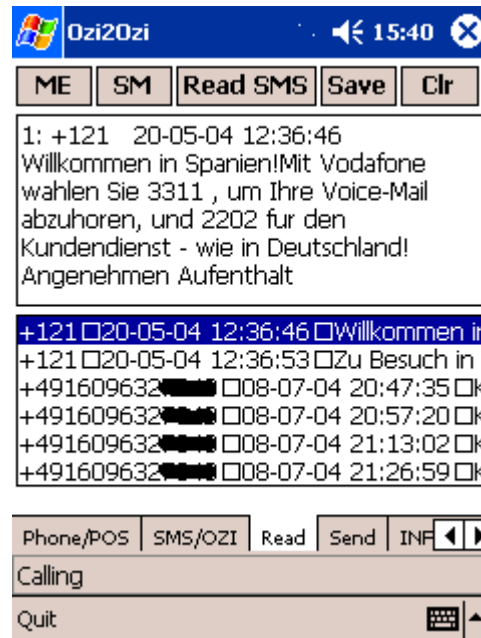 Ozi2Ozi 15:40
ME SM Read SMS Save Clr
1: +121 20-05-04 12:36:46
Willkommen in Spanien!Mit Vodafone
wahlen Sie 3311 , um Ihre Voice-Mail
abzuhoren, und 2202 fur den
Kundendienst - wie in Deutschland!
Angenehmen Aufenthalt
+121□20-05-04 12:36:46□Willkommen in
+121□20-05-04 12:36:53□Zu Besuch in
+491609632 □08-07-04 20:47:35□
+491609632 □08-07-04 20:57:20□
+491609632 □08-07-04 21:13:02□
+491609632 □08-07-04 21:26:59□
Phone/POS SMS/OZI Read Send INF
Calling
Quit